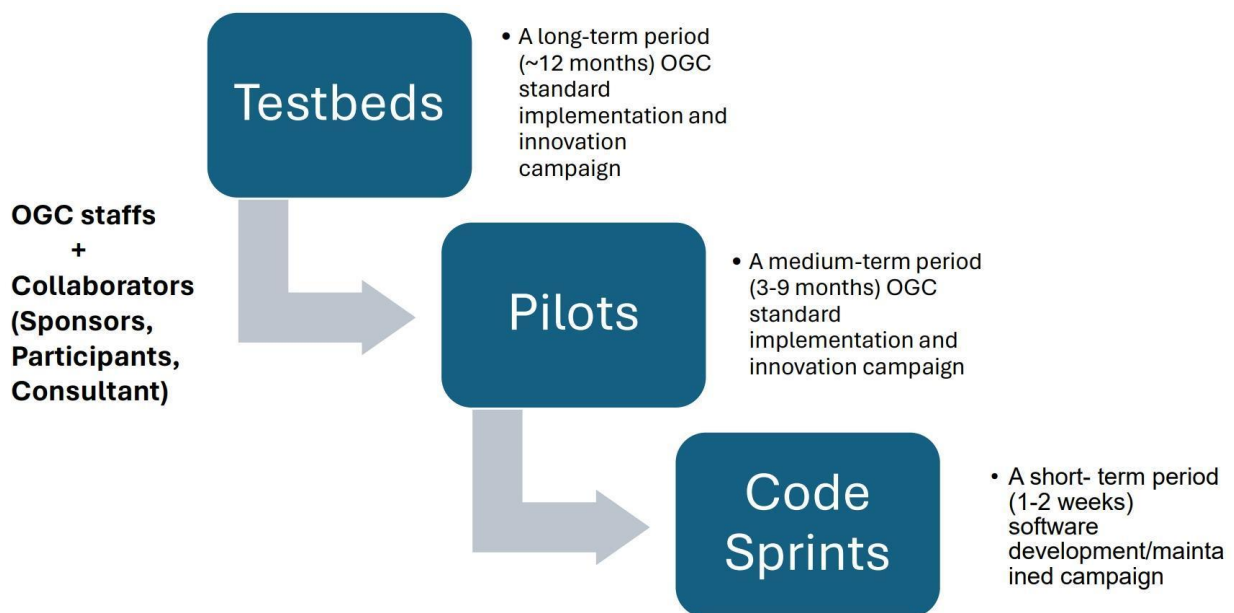 Testbeds
• A long-term period
(~12 months) OGC
standard
implementation and
innovation
campaign
OGC staffs
+
Collaborators
(Sponsors,
Participants,
Consultant)
Pilots
• A medium-term period
(3-9 months) OGC
standard
implementation and
innovation campaign
Code
Sprints
• A short- term period
(1-2 weeks)
software
development/mainta
ined campaign